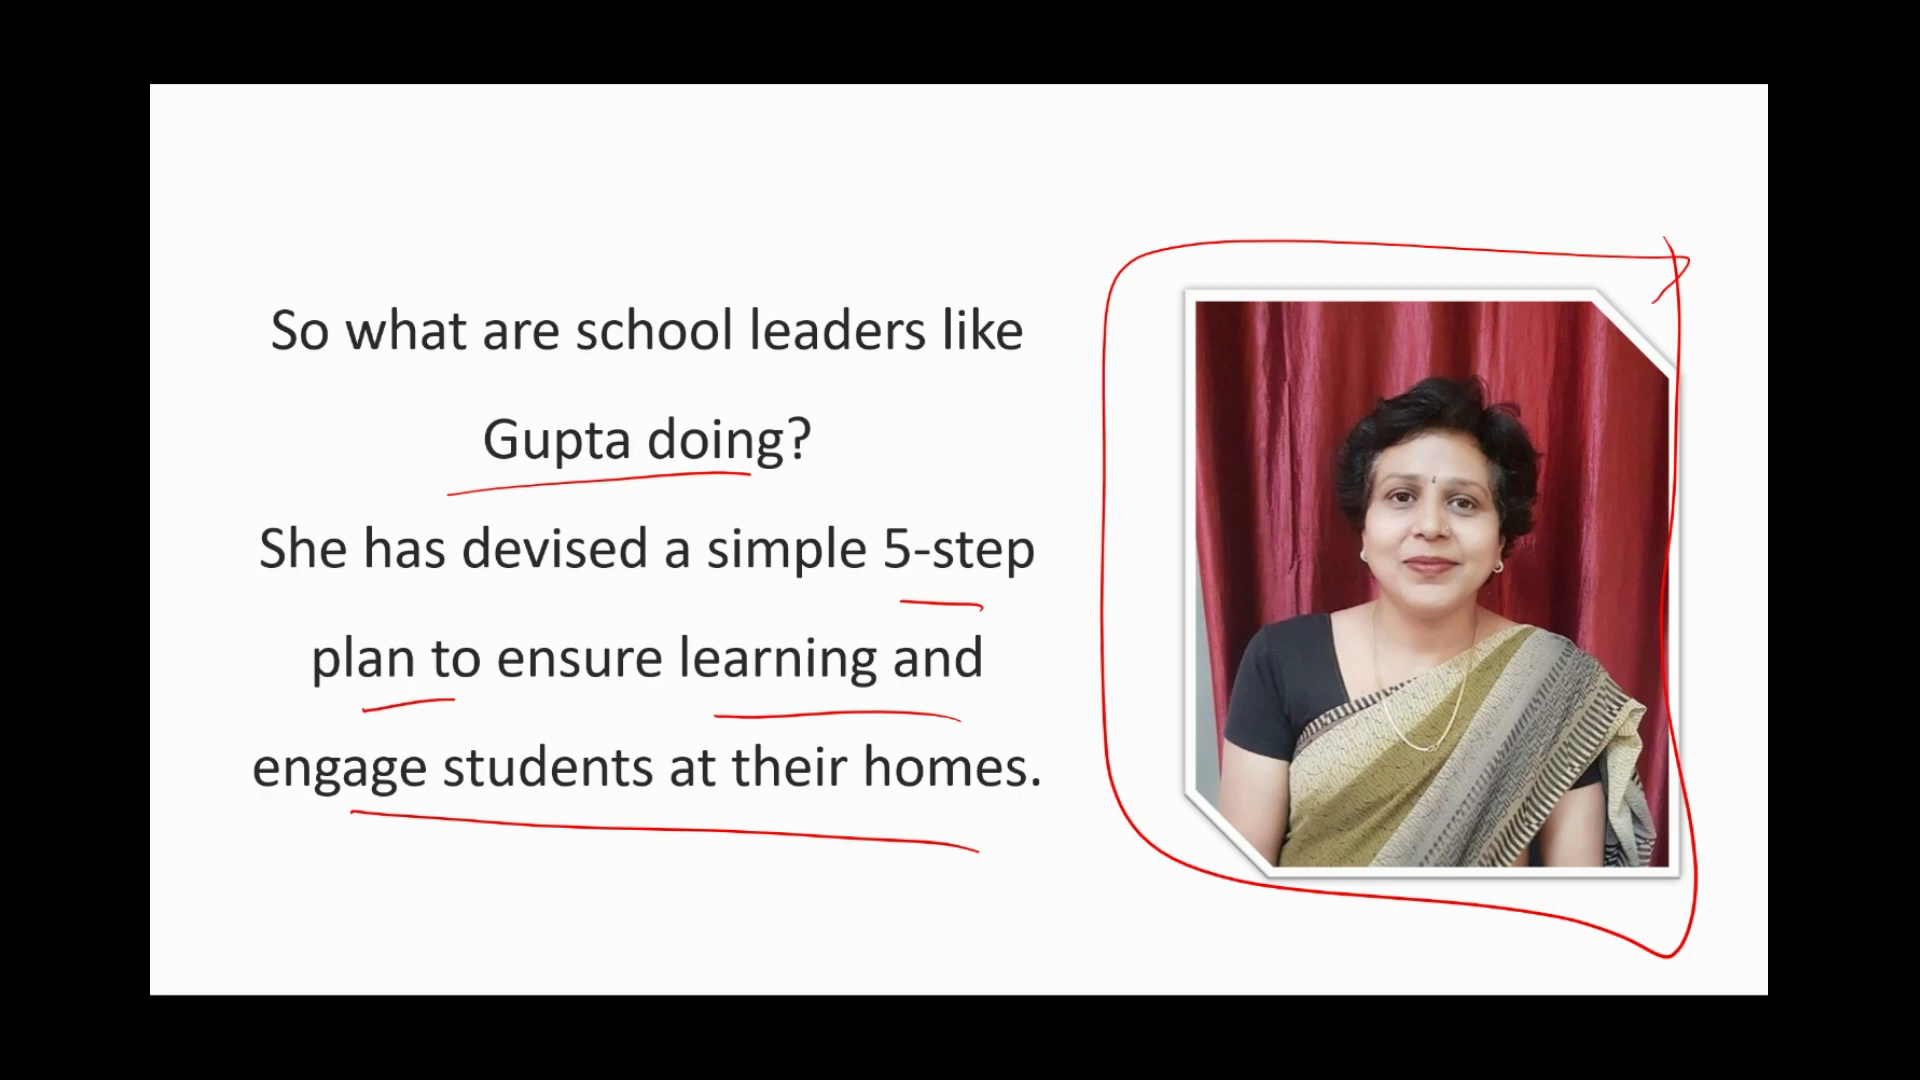 So what are school leaders like
Gupta doing?
She has devised a simple 5-step
plan to ensure learning and
engage students at their homes.